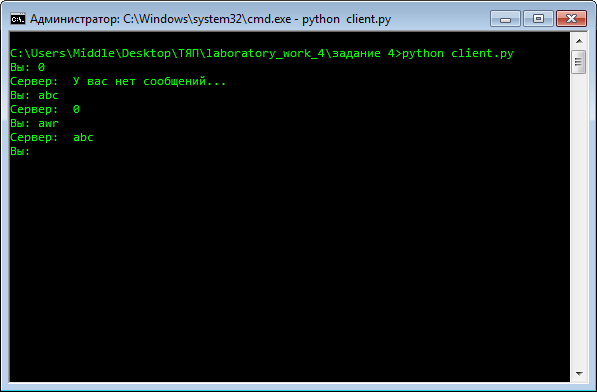 Администратор: C:\Windows\system32\cmd.exe - python  client.py
C:\Users\Middle\Desktop\ТЯП\laboratory_work_4\задание 4>python client.py
Вы: 0
Сервер:  У вас нет сообщений...
Вы: abc
Сервер:  0
Вы: awr
Сервер:  abc
Вы: